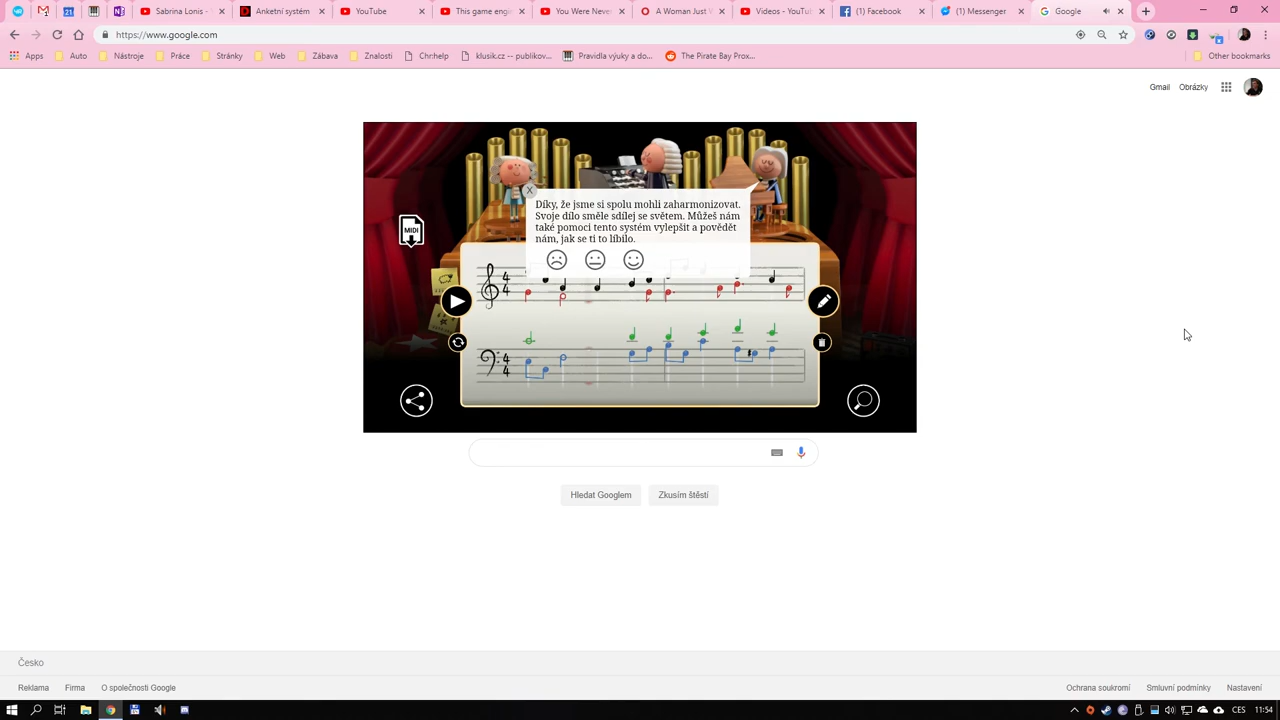 Sabrina Lonis -
Anketní systém
YouTube
This game engi
You Were Neve
A Woman Just
Videos - YouTu
(1) Facebook
(1) Messenger
Google
https://www.google.com
Apps
Auto
Nástroje
Práce
Stránky
Web
Zábava
Znalosti
Chr:help
klusik.cz -- publikov...
Pravidla výuky a do...
The Pirate Bay Prox...
Other bookmarks
Gmail
Obrázky
MIDI
X
Díky, že jsme si spolu mohli zaharmonizovat.
Svoje dílo směle sdílej se světem. Můžeš nám
také pomoci tento systém vylepšit a povědět
nám, jak se ti to líbilo.
Hledat Googlem
Zkusím štěstí
Česko
Reklama
Firma
O společnosti Google
Ochrana soukromí
Smluvní podmínky
Nastavení
CES
11:54